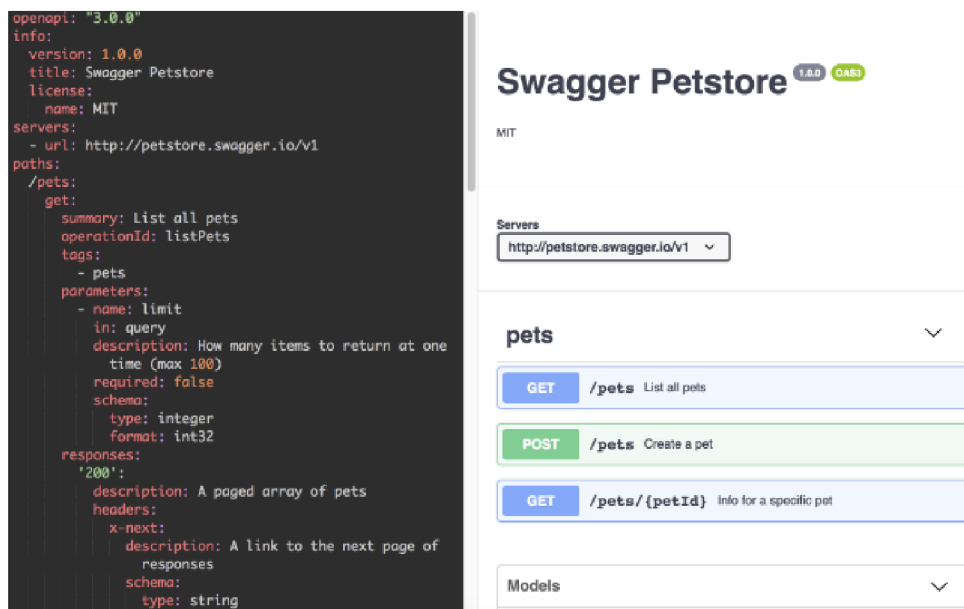 openapi: "3.0.0"
info:
version: 1.0.0
title: Swagger Petstore
license:
name: MIT
servers:
- url: http://petstore.swagger.io/v1
paths:
/pets:
get:
summary: List all pets
operationId: listPets
tags:
- pets
parameters:
- name: limit
in: query
description: How many items to return at one
time (max 100)
required: false
schema:
type: integer
format: int32
responses:
'200':
description: A paged array of pets
headers:
x-next:
description: A link to the next page of
responses
schema:
type: string
Swagger Petstore 1.0.0 OAS3
MIT
Servers
http://petstore.swagger.io/v1
pets
GET /pets List all pets
POST /pets Create a pet
GET /pets/{petId} Info for a specific pet
Models